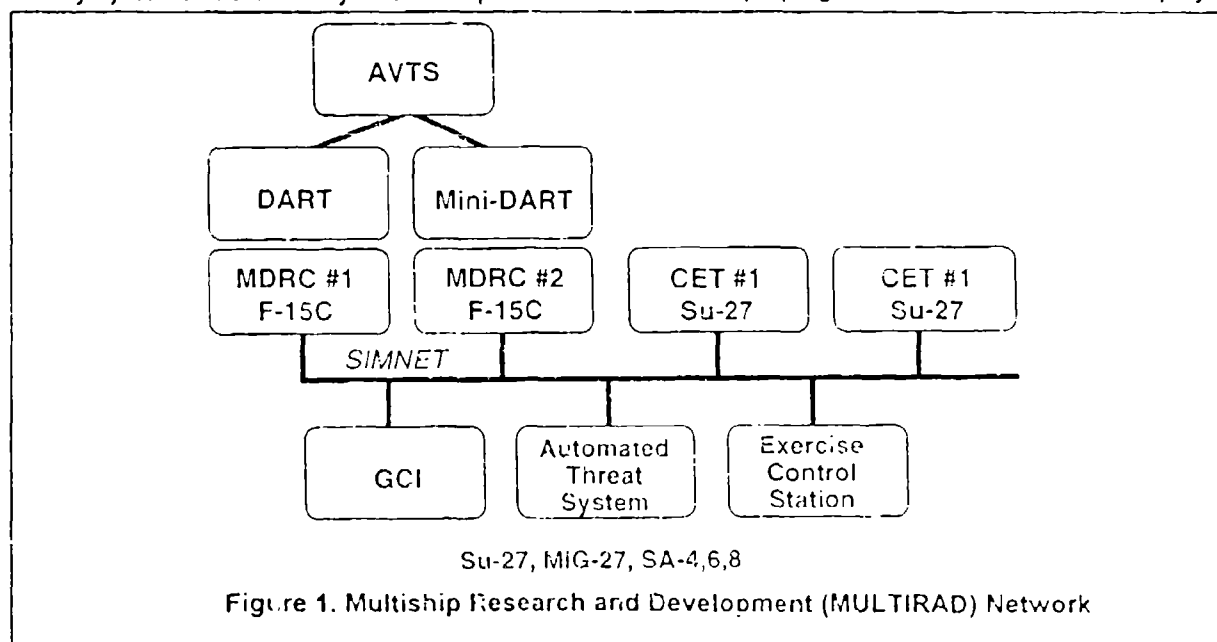 AVTS
DART
Mini-DART
MDRC #1
F-15C
MDRC #2
F-15C
CET #1
Su-27
CET #1
Su-27
SIMNET
GCI
Automated
Threat
System
Exercise
Control
Station
Su-27, MIG-27, SA-4,6,8
Figure 1. Multiship Research and Development (MULTIRAD) Network